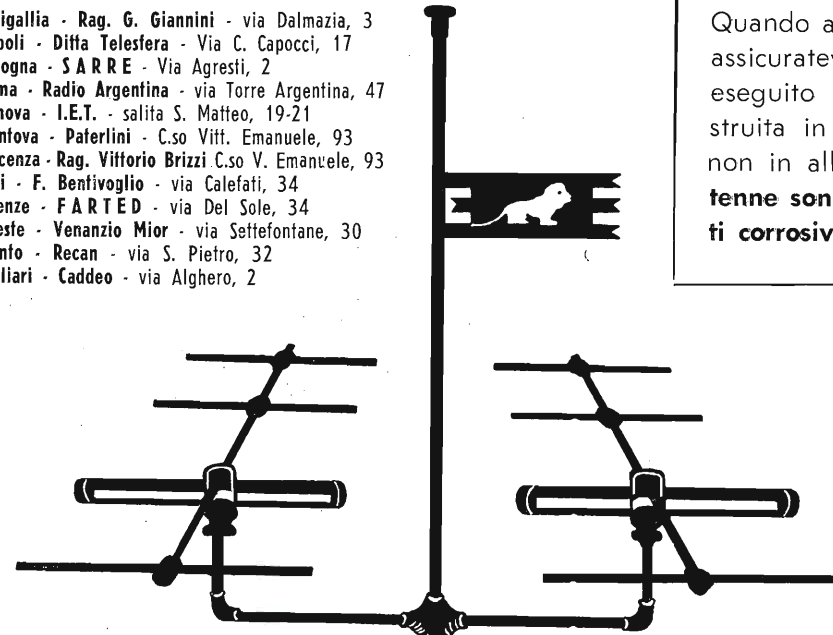 igallia - Rag. G. Giannini - via Dalmazia, 3
poli - Ditta Telesfera - Via C. Capocci, 17
ogna - SARRE - Via Agresti, 2
ma - Radio Argentina - via Torre Argentina, 47
nova - I.E.T. - salita S. Matteo, 19-21
ntova - Paterlini - C.so Vitt. Emanuele, 93
cenza - Rag. Vittorio Brizzi C.so V. Emanuele, 93
i - F. Bentivoglio - via Calefati, 34
enze - FARTED - via Del Sole, 34
este - Venanzio Mior - via Settefontane, 30
nto - Recan - via S. Pietro, 32
liari - Caddeo - via Alghero, 2
Quando a
assicuratev
eseguito
struita in
non in all
tenne son
ti corrosiv